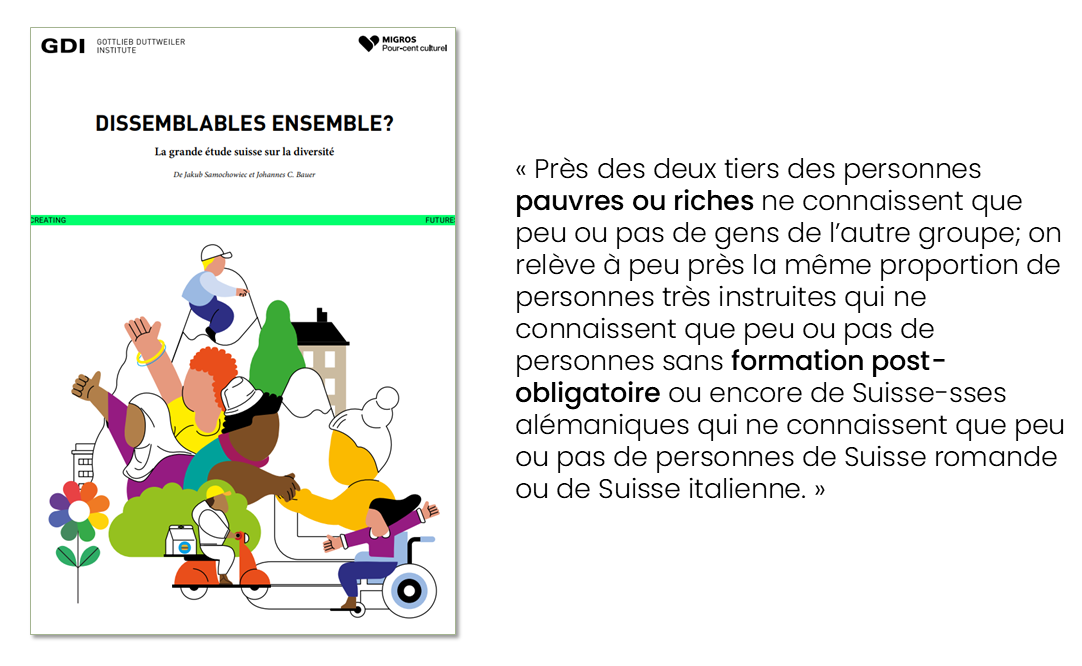 GDI GOTTLIEB DUTTWEILER
INSTITUTE
MIGROS
Pour-cent culturel
DISSEMBLABLES ENSEMBLE?
La grande étude suisse sur la diversité
De Jakub Samochowiec et Johannes C. Bauer
CREATING
FUTURE
« Près des deux tiers des personnes
pauvres ou riches ne connaissent que
peu ou pas de gens de l’autre groupe; on
relève à peu près la même proportion de
personnes très instruites qui ne
connaissent que peu ou pas de
personnes sans formation post-
obligatoire ou encore de Suisse-sses
alémaniques qui ne connaissent que peu
ou pas de personnes de Suisse romande
ou de Suisse italienne. »